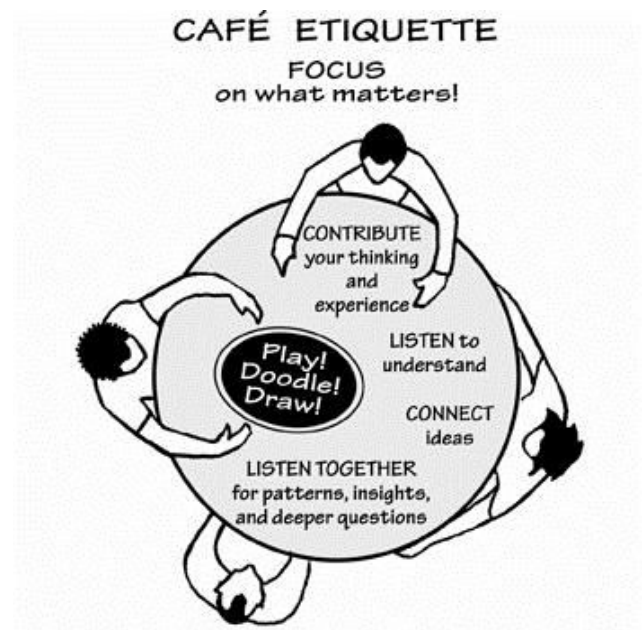 CAFÉ ETIQUETTE
FOCUS
on what matters!
CONTRIBUTE
your thinking
and
experience
LISTEN to
understand
Play!
Doodle!
Draw!
CONNECT
ideas
LISTEN TOGETHER
for patterns, insights,
and deeper questions